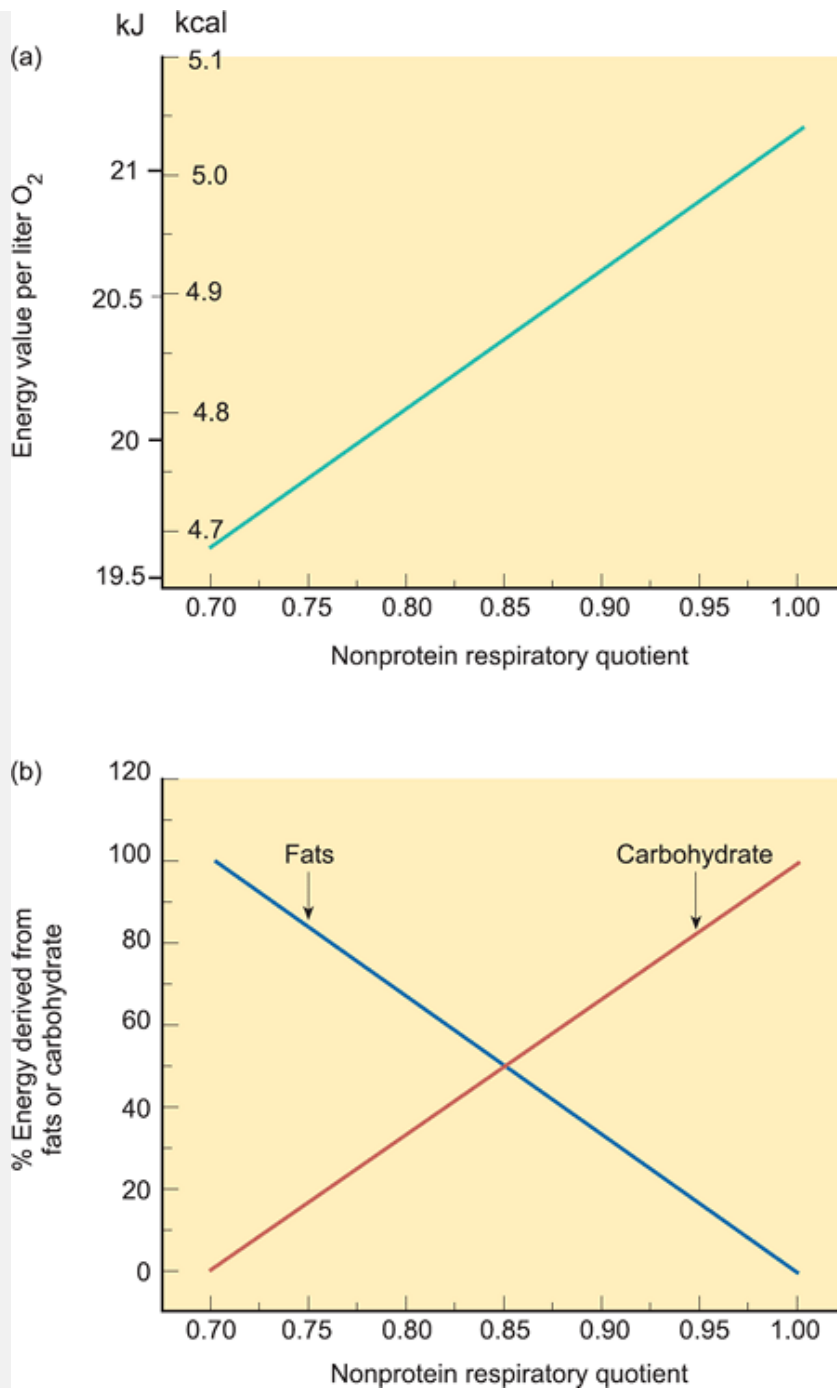 kJ kcal
(a)
5.1
21
5.0
20.5
4.9
20
4.8
4.7
19.5
Energy value per liter O2
0.70 0.75 0.80 0.85 0.90 0.95 1.00
Nonprotein respiratory quotient
(b)
120
100
80
60
40
20
0
% Energy derived from
fats or carbohydrate
Fats
Carbohydrate
0.70 0.75 0.80 0.85 0.90 0.95 1.00
Nonprotein respiratory quotient